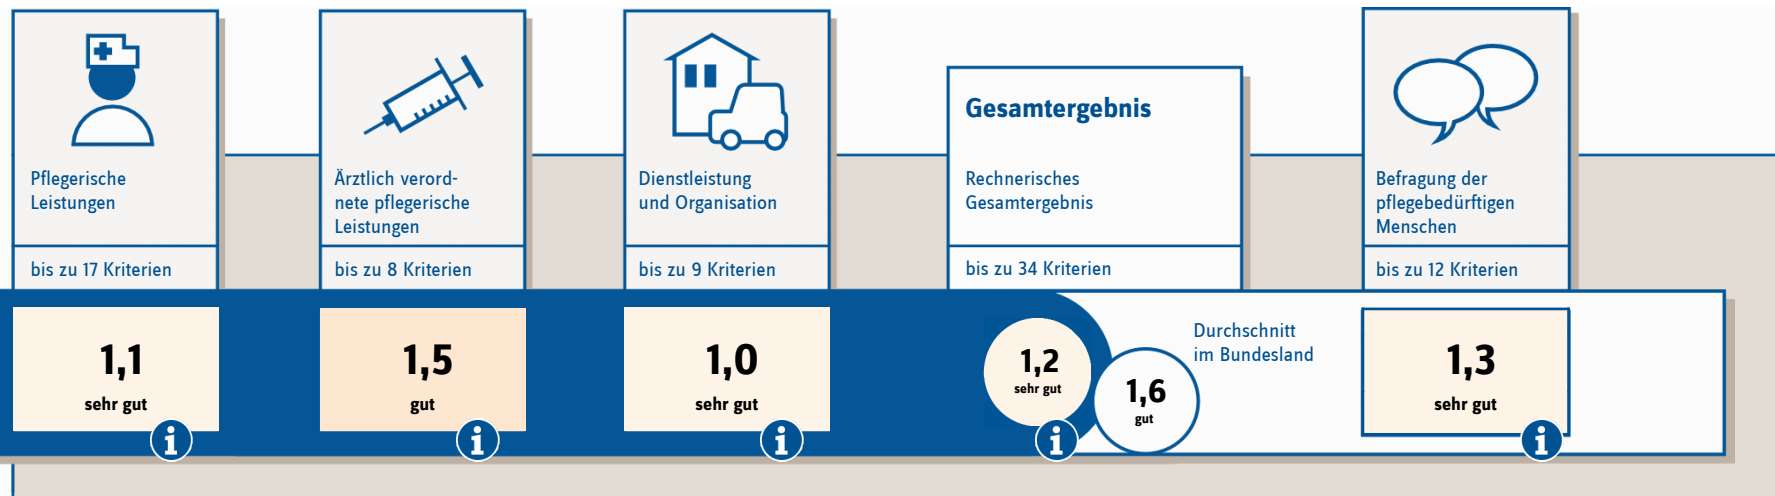 Pflegerische
Leistungen
bis zu 17 Kriterien
1,1
sehr gut
i
Ärztlich verord-
nete pflegerische
Leistungen
bis zu 8 Kriterien
1,5
gut
i
Dienstleistung
und Organisation
bis zu 9 Kriterien
1,0
sehr gut
i
Gesamtergebnis
Rechnerisches
Gesamtergebnis
bis zu 34 Kriterien
1,2
sehr gut
i
1,6
gut
Durchschnitt
im Bundesland
Befragung der
pflegebedürftigen
Menschen
bis zu 12 Kriterien
1,3
sehr gut
i